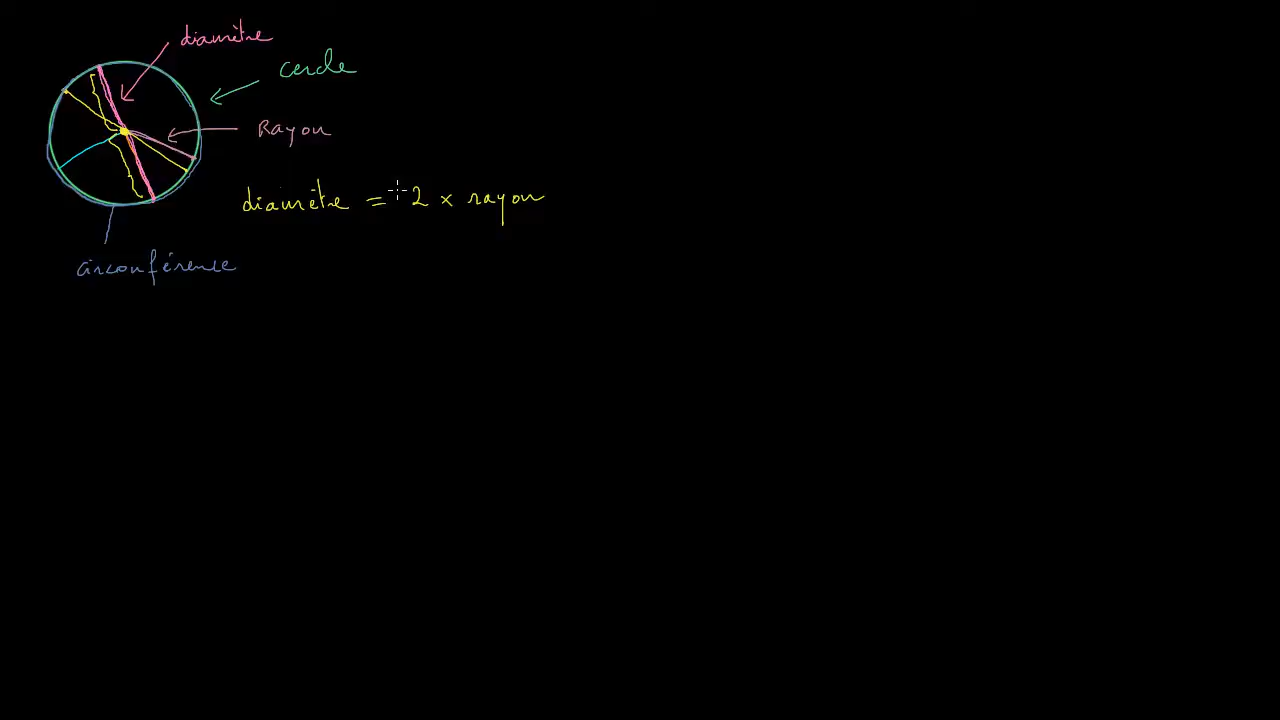 diamètre
cercle
Rayon
diamètre = 2 × rayon
circonférence